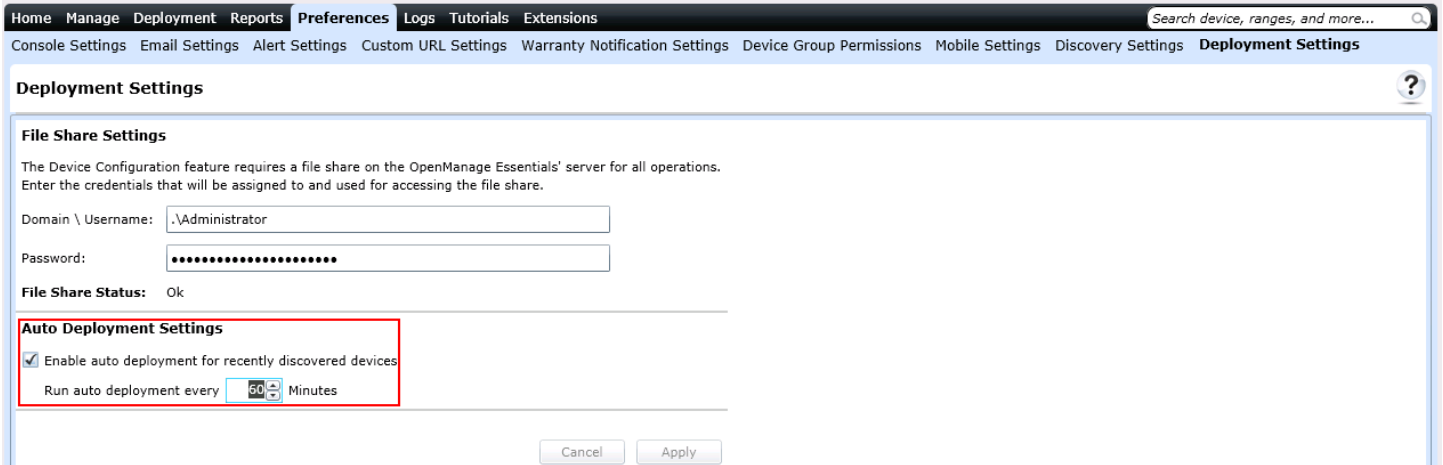 Home Manage Deployment Reports Preferences Logs Tutorials Extensions Search device, ranges, and more...
Console Settings Email Settings Alert Settings Custom URL Settings Warranty Notification Settings Device Group Permissions Mobile Settings Discovery Settings Deployment Settings
Deployment Settings ?
File Share Settings
The Device Configuration feature requires a file share on the OpenManage Essentials' server for all operations.
Enter the credentials that will be assigned to and used for accessing the file share.
Domain \ Username: .\Administrator
Password: ••••••••••••••••••••••
File Share Status: Ok
Auto Deployment Settings
Enable auto deployment for recently discovered devices
Run auto deployment every 60 Minutes
Cancel Apply